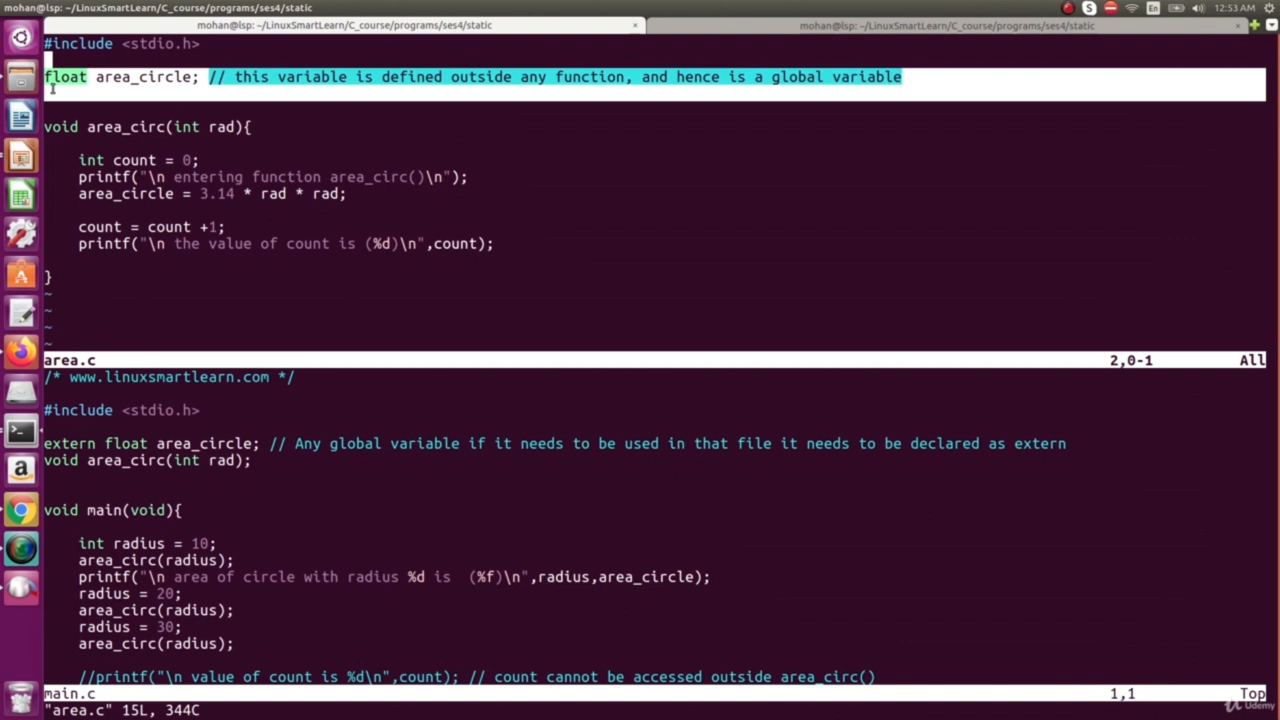 mohan@lsp: ~/LinuxSmartLearn/C_course/programs/ses4/static
En
12:53 AM
mohan@lsp: ~/LinuxSmartLearn/C_course/programs/ses4/static
mohan@lsp: ~/LinuxSmartLearn/C_course/programs/ses4/static
#include <stdio.h>
float area_circle; // this variable is defined outside any function, and hence is a global variable
void area_circ(int rad){
int count = 0;
printf("\n entering function area_circ()\n");
area_circle = 3.14 * rad * rad;
count = count +1;
printf("\n the value of count is (%d)\n",count);
}
~
~
~
~
area.c 2,0-1 All
/* www.linuxsmartlearn.com */
#include <stdio.h>
extern float area_circle; // Any global variable if it needs to be used in that file it needs to be declared as extern
void area_circ(int rad);
void main(void){
int radius = 10;
area_circ(radius);
printf("\n area of circle with radius %d is  (%f)\n",radius,area_circle);
radius = 20;
area_circ(radius);
radius = 30;
area_circ(radius);
//printf("\n value of count is %d\n",count); // count cannot be accessed outside area_circ()
main.c 1,1 Top
"area.c" 15L, 344C
Udemy